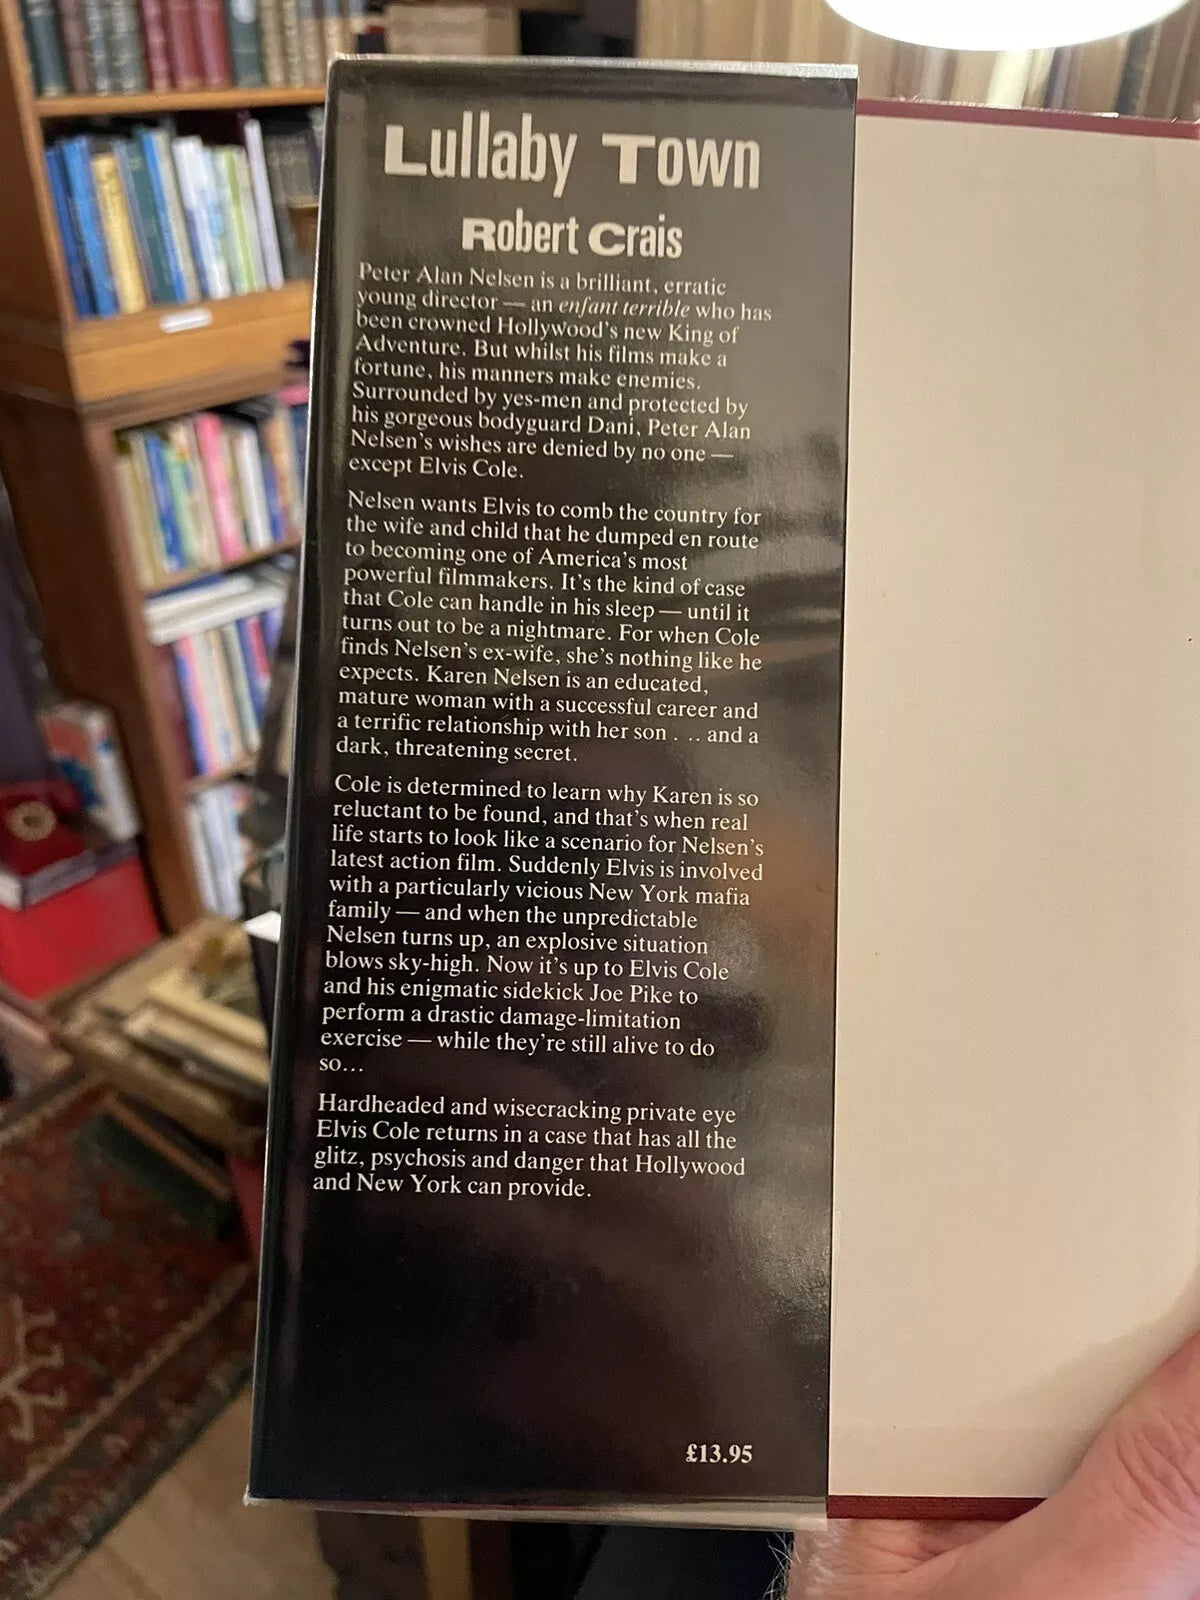 Lullaby Town
Robert Crais
Peter Alan Nelsen is a brilliant, erratic
young director — an enfant terrible who has
been crowned Hollywood's new King of
Adventure. But whilst his films make a
fortune, his manners make enemies.
Surrounded by yes-men and protected by
his gorgeous bodyguard Dani, Peter Alan
Nelsen's wishes are denied by no one —
except Elvis Cole.
Nelsen wants Elvis to comb the country for
the wife and child that he dumped en route
to becoming one of America's most
powerful filmmakers. It's the kind of case
that Cole can handle in his sleep — until it
turns out to be a nightmare. For when Cole
finds Nelsen's ex-wife, she's nothing like he
expects. Karen Nelsen is an educated,
mature woman with a successful career and
a terrific relationship with her son . .. and a
dark, threatening secret.
Cole is determined to learn why Karen is so
reluctant to be found, and that's when real
life starts to look like a scenario for Nelsen's
latest action film. Suddenly Elvis is involved
with a particularly vicious New York mafia
family — and when the unpredictable
Nelsen turns up, an explosive situation
blows sky-high. Now it's up to Elvis Cole
and his enigmatic sidekick Joe Pike to
perform a drastic damage-limitation
exercise — while they're still alive to do
so...
Hardheaded and wisecracking private eye
Elvis Cole returns in a case that has all the
glitz, psychosis and danger that Hollywood
and New York can provide.
£13.95